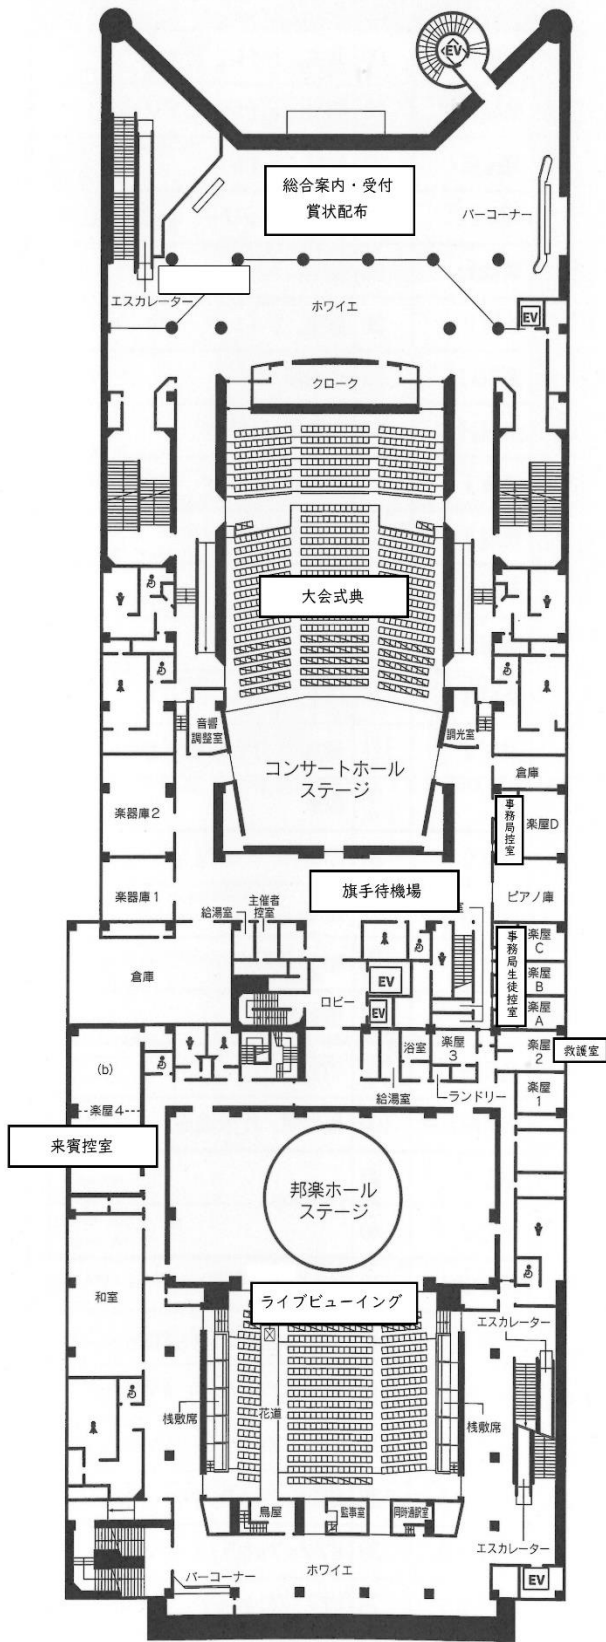 EV
総合案内・受付
賞状配布
バーコーナー
エスカレーター
ホワイエ
EV
クローク
大会式典
音響
調整室
調光室
コンサートホール
ステージ
倉庫
楽器庫2
事務局控室
楽屋D
楽器庫1
旗手待機場
室
ピアノ庫
給湯室
主催者
控室
倉庫
ロビー
EV
EV
事務局生徒控室
楽屋
C
楽屋
B
楽屋
A
(b)
楽屋4
浴室
楽屋
3
楽屋
2
救護室
給湯室
ランドリー
楽屋
1
来賓控室
邦楽ホール
ステージ
和室
ライブビューイング
エスカレーター
桟敷席
花道
桟敷席
鳥屋
監事室
同時通訳室
エスカレーター
バーコーナー
ホワイエ
EV